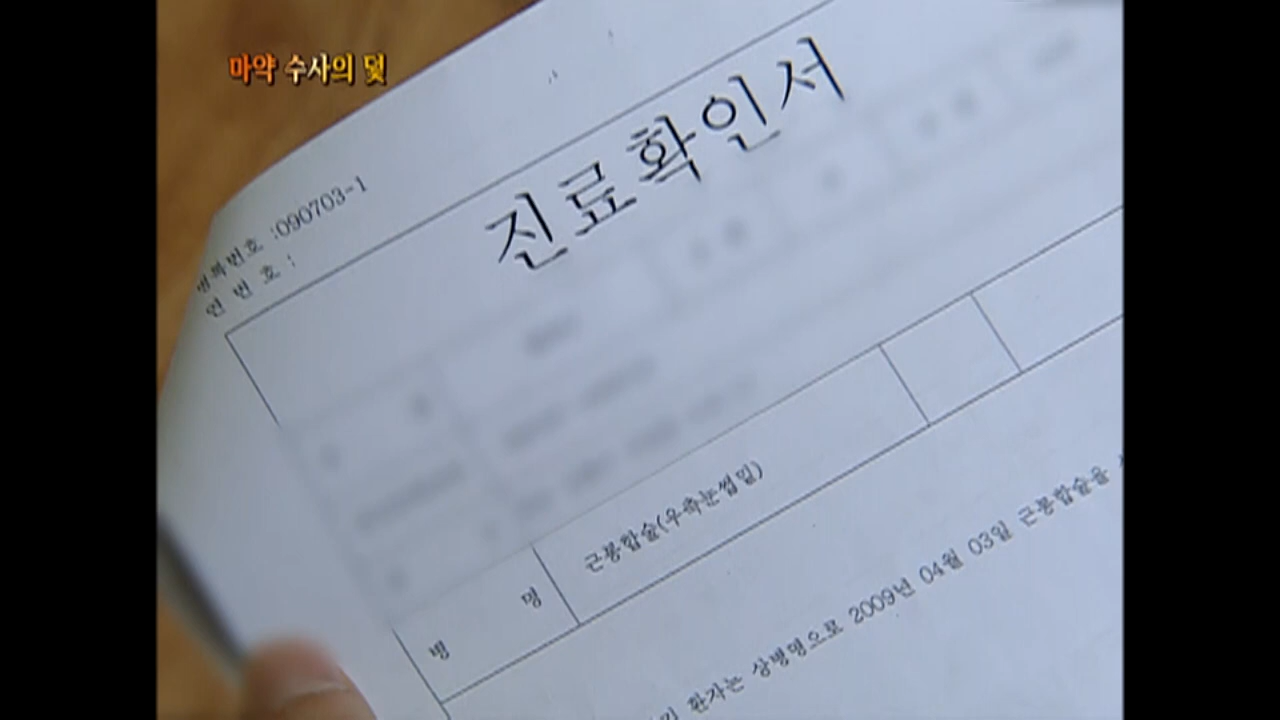 마약 수사의 덫
진료확인서
병록번호 :090703-1
연 번 호 :
병 명 근봉합술(우측눈썹밑)
환자는 상병명으로 2009년 04월 03일 근봉합술을